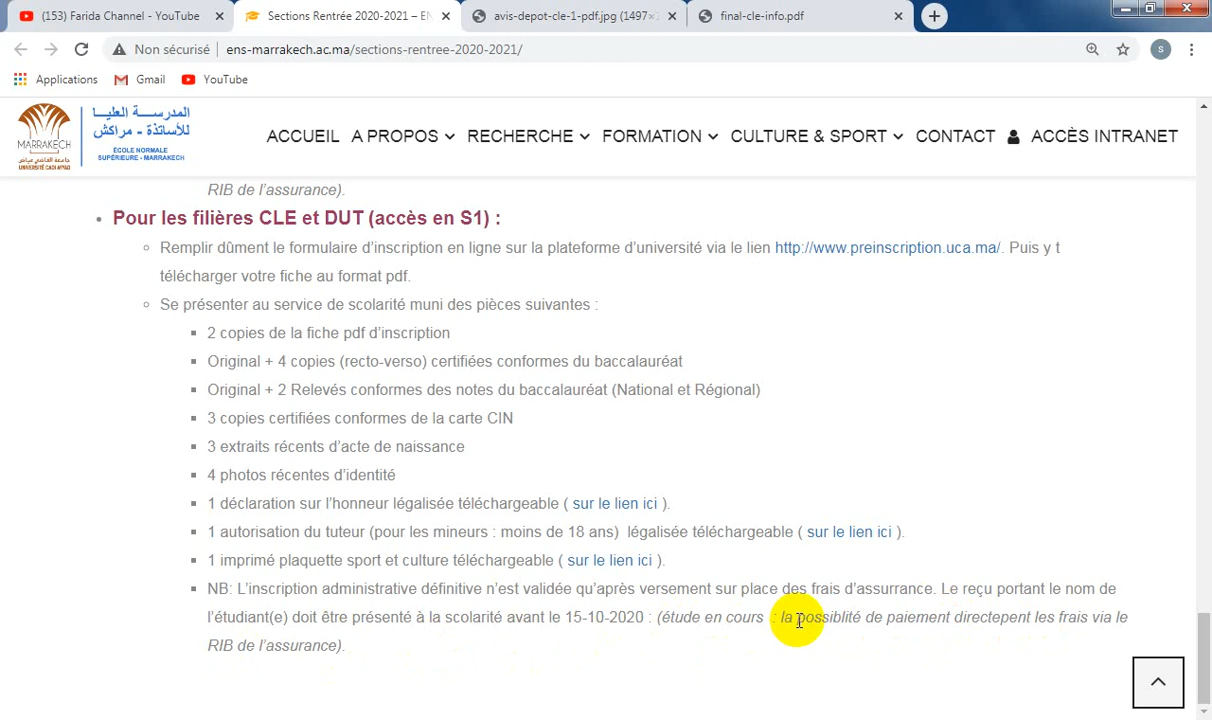 (153) Farida Channel - YouTube
Sections Rentrée 2020-2021 – EN
avis-depot-cle-1-pdf.jpg (1497×
final-cle-info.pdf
Non sécurisé
ens-marrakech.ac.ma/sections-rentree-2020-2021/
S
Applications
Gmail
YouTube
المدرسة العليا
للأساتذة - مراكش
ÉCOLE NORMALE
SUPÉRIEURE - MARRAKECH
MARRAKECH
جامعة القاضي عياض
UNIVERSITÉ CADI AYYAD
ACCUEIL
A PROPOS
RECHERCHE
FORMATION
CULTURE & SPORT
CONTACT
ACCÈS INTRANET
RIB de l’assurance).
Pour les filières CLE et DUT (accès en S1) :
Remplir dûment le formulaire d’inscription en ligne sur la plateforme d’université via le lien http://www.preinscription.uca.ma/. Puis y t
télécharger votre fiche au format pdf.
Se présenter au service de scolarité muni des pièces suivantes :
2 copies de la fiche pdf d’inscription
Original + 4 copies (recto-verso) certifiées conformes du baccalauréat
Original + 2 Relevés conformes des notes du baccalauréat (National et Régional)
3 copies certifiées conformes de la carte CIN
3 extraits récents d’acte de naissance
4 photos récentes d’identité
1 déclaration sur l’honneur légalisée téléchargeable ( sur le lien ici ).
1 autorisation du tuteur (pour les mineurs : moins de 18 ans)  légalisée téléchargeable ( sur le lien ici ).
1 imprimé plaquette sport et culture téléchargeable ( sur le lien ici ).
NB: L’inscription administrative définitive n’est validée qu’après versement sur place des frais d’assurrance. Le reçu portant le nom de
l’étudiant(e) doit être présenté à la scolarité avant le 15-10-2020 : (étude en cours  : la possiblité de paiement directepent les frais via le
RIB de l’assurance).